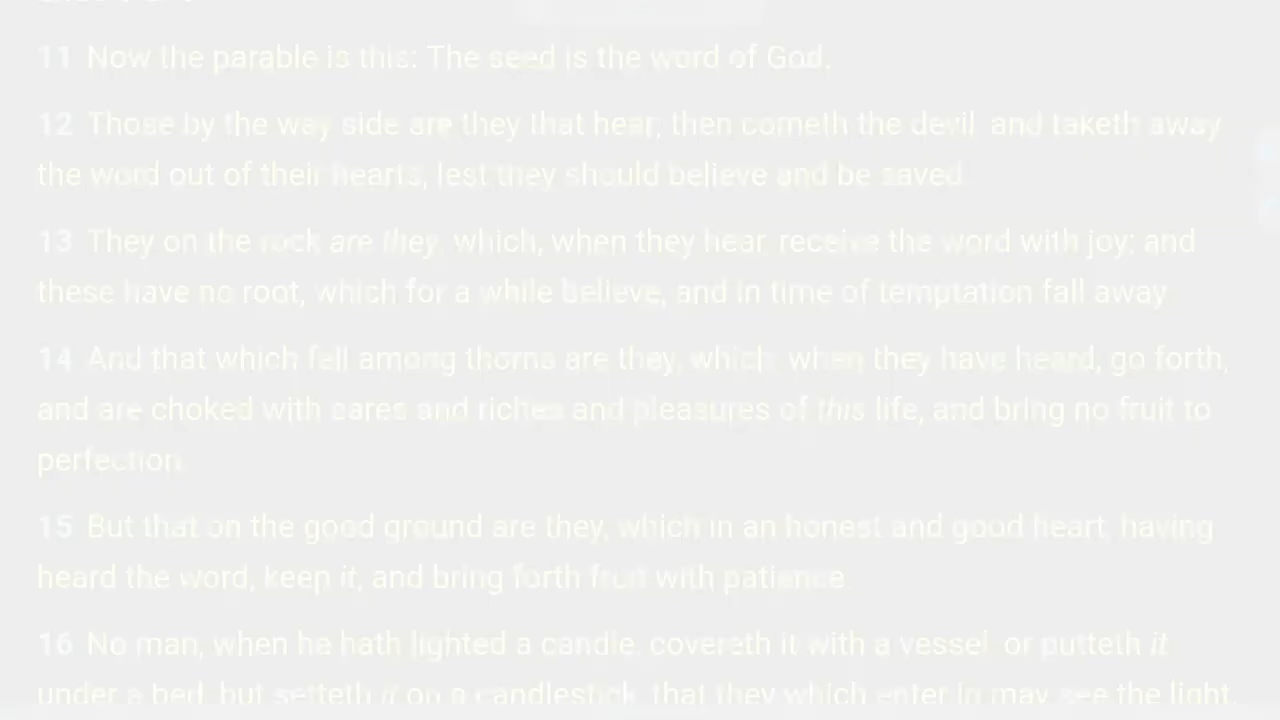 11 Now the parable is this: The seed is the word of God.
12 Those by the way side are they that hear; then cometh the devil, and taketh away
the word out of their hearts, lest they should believe and be saved.
13 They on the rock are they, which, when they hear, receive the word with joy; and
these have no root, which for a while believe, and in time of temptation fall away.
14 And that which fell among thorns are they, which, when they have heard, go forth,
and are choked with cares and riches and pleasures of this life, and bring no fruit to
perfection.
15 But that on the good ground are they, which in an honest and good heart, having
heard the word, keep it, and bring forth fruit with patience.
16 No man, when he hath lighted a candle, covereth it with a vessel, or putteth it
under a bed; but setteth it on a candlestick, that they which enter in may see the light.